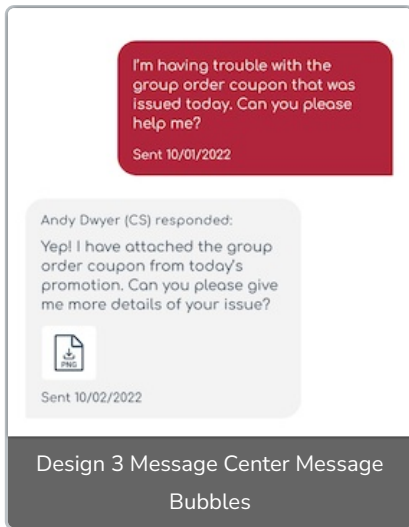 I'm having trouble with the
group order coupon that was
issued today. Can you please
help me?
Sent 10/01/2022
Andy Dwyer (CS) responded:
Yep! I have attached the group
order coupon from today's
promotion. Can you please give
me more details of your issue?
PNG
Sent 10/02/2022
Design 3 Message Center Message
Bubbles